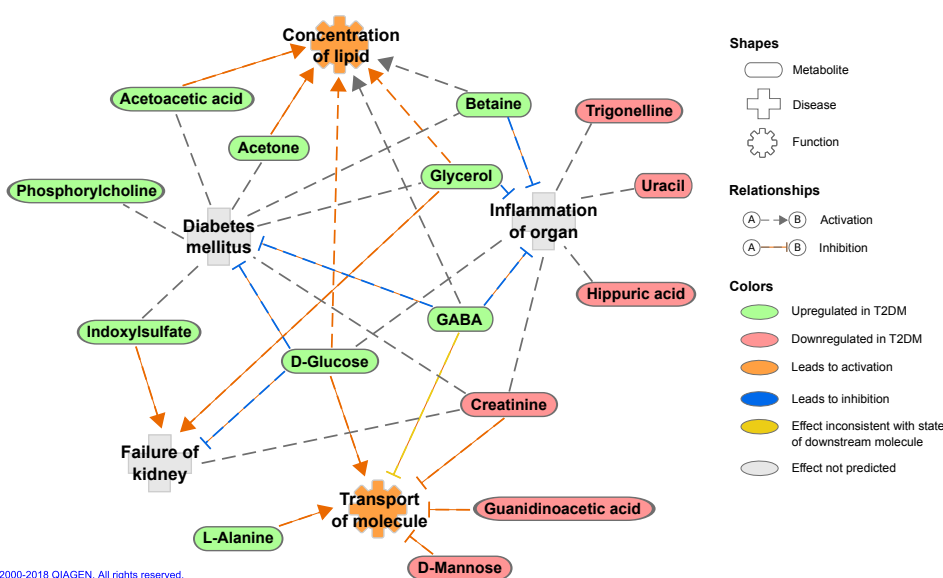 Concentration
of lipid
Acetoacetic acid
Betaine
Trigonelline
Acetone
Phosphorylcholine
Glycerol
Uracil
Diabetes
mellitus
Inflammation
of organ
Hippuric acid
Indoxylsulfate
GABA
D-Glucose
Creatinine
Failure of
kidney
Transport
of molecule
Guanidinoacetic acid
L-Alanine
D-Mannose
Shapes
Metabolite
Disease
Function
Relationships
A B Activation
A B Inhibition
Colors
Upregulated in T2DM
Downregulated in T2DM
Leads to activation
Leads to inhibition
Effect inconsistent with state
of downstream molecule
Effect not predicted
2000-2018 QIAGEN. All rights reserved.